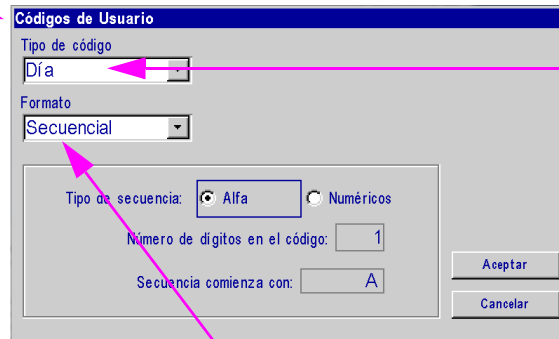 Códigos de Usuario
Tipo de código
Día
Formato
Secuencial
Tipo de secuencia: Alfa Numéricos
Número de dígitos en el código: 1
Secuencia comienza con: A
Aceptar
Cancelar